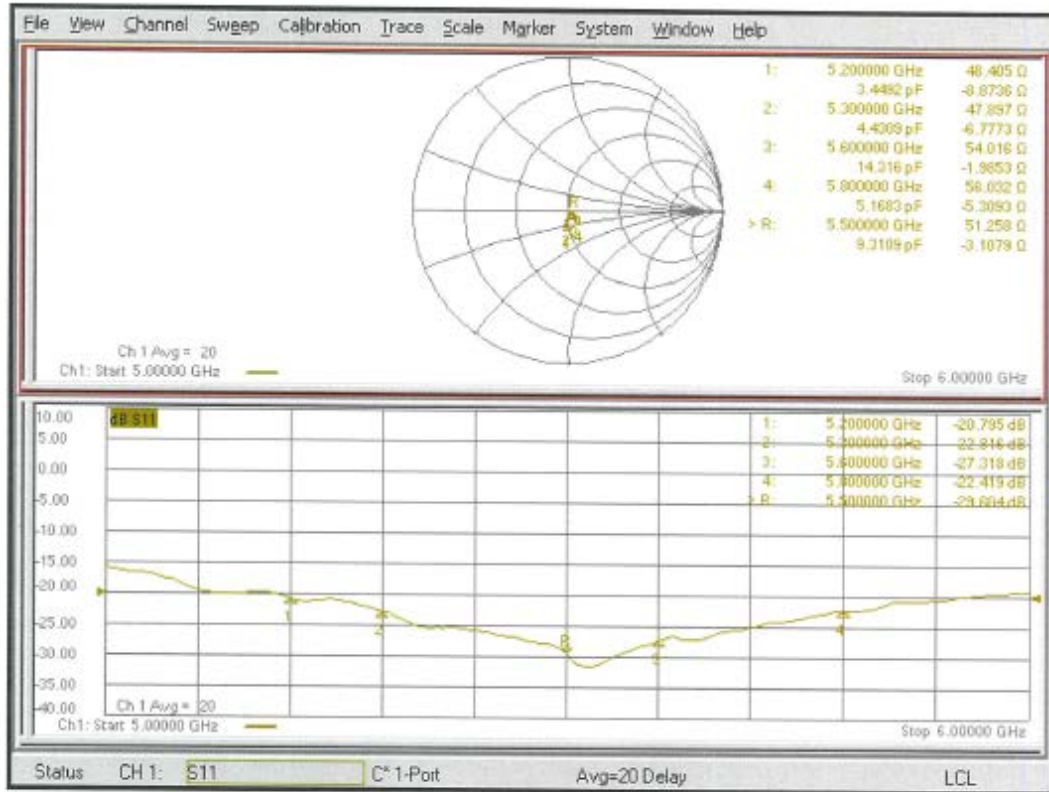 File View Channel Sweep Calibration Trace Scale Marker System Window Help
1: 5.200000 GHz 48.405 Ω
3.4492 pF -8.8736 Ω
2: 5.300000 GHz 47.897 Ω
4.4309 pF -6.7773 Ω
3: 5.600000 GHz 54.016 Ω
14.316 pF -1.9853 Ω
4: 5.800000 GHz 56.032 Ω
5.1683 pF -5.3093 Ω
> R: 5.500000 GHz 51.258 Ω
9.3109 pF -3.1079 Ω
R
2
4
Ch 1 Avg = 20
Ch1: Start 5.00000 GHz
Stop 6.00000 GHz
10.00 dB S11
5.00
0.00
-5.00
-10.00
-15.00
-20.00
-25.00
-30.00
-35.00
-40.00
1: 5.200000 GHz -20.795 dB
2: 5.300000 GHz -22.816 dB
3: 5.600000 GHz -27.318 dB
4: 5.800000 GHz -22.419 dB
> R: 5.500000 GHz -29.604 dB
1
2
R
3
4
Ch 1 Avg = 20
Ch1: Start 5.00000 GHz
Stop 6.00000 GHz
Status CH 1: S11 C* 1-Port Avg=20 Delay LCL